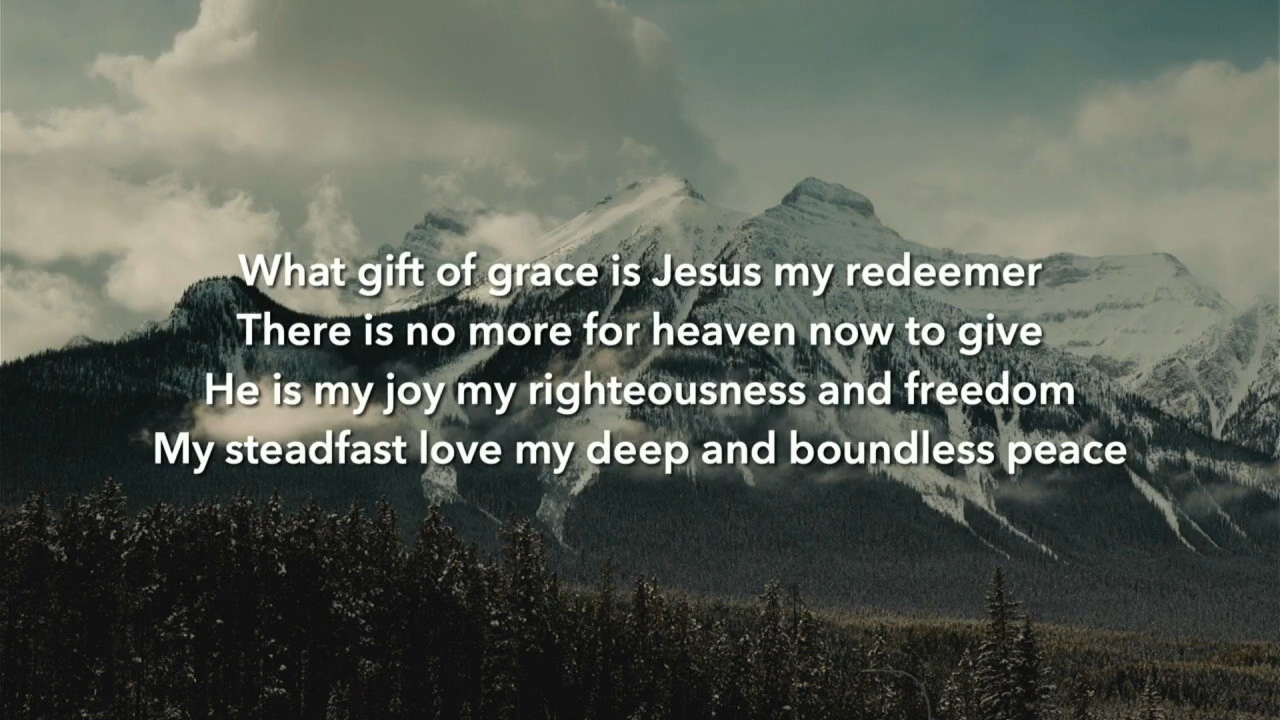 What gift of grace is Jesus my redeemer
There is no more for heaven now to give
He is my joy my righteousness and freedom
My steadfast love my deep and boundless peace